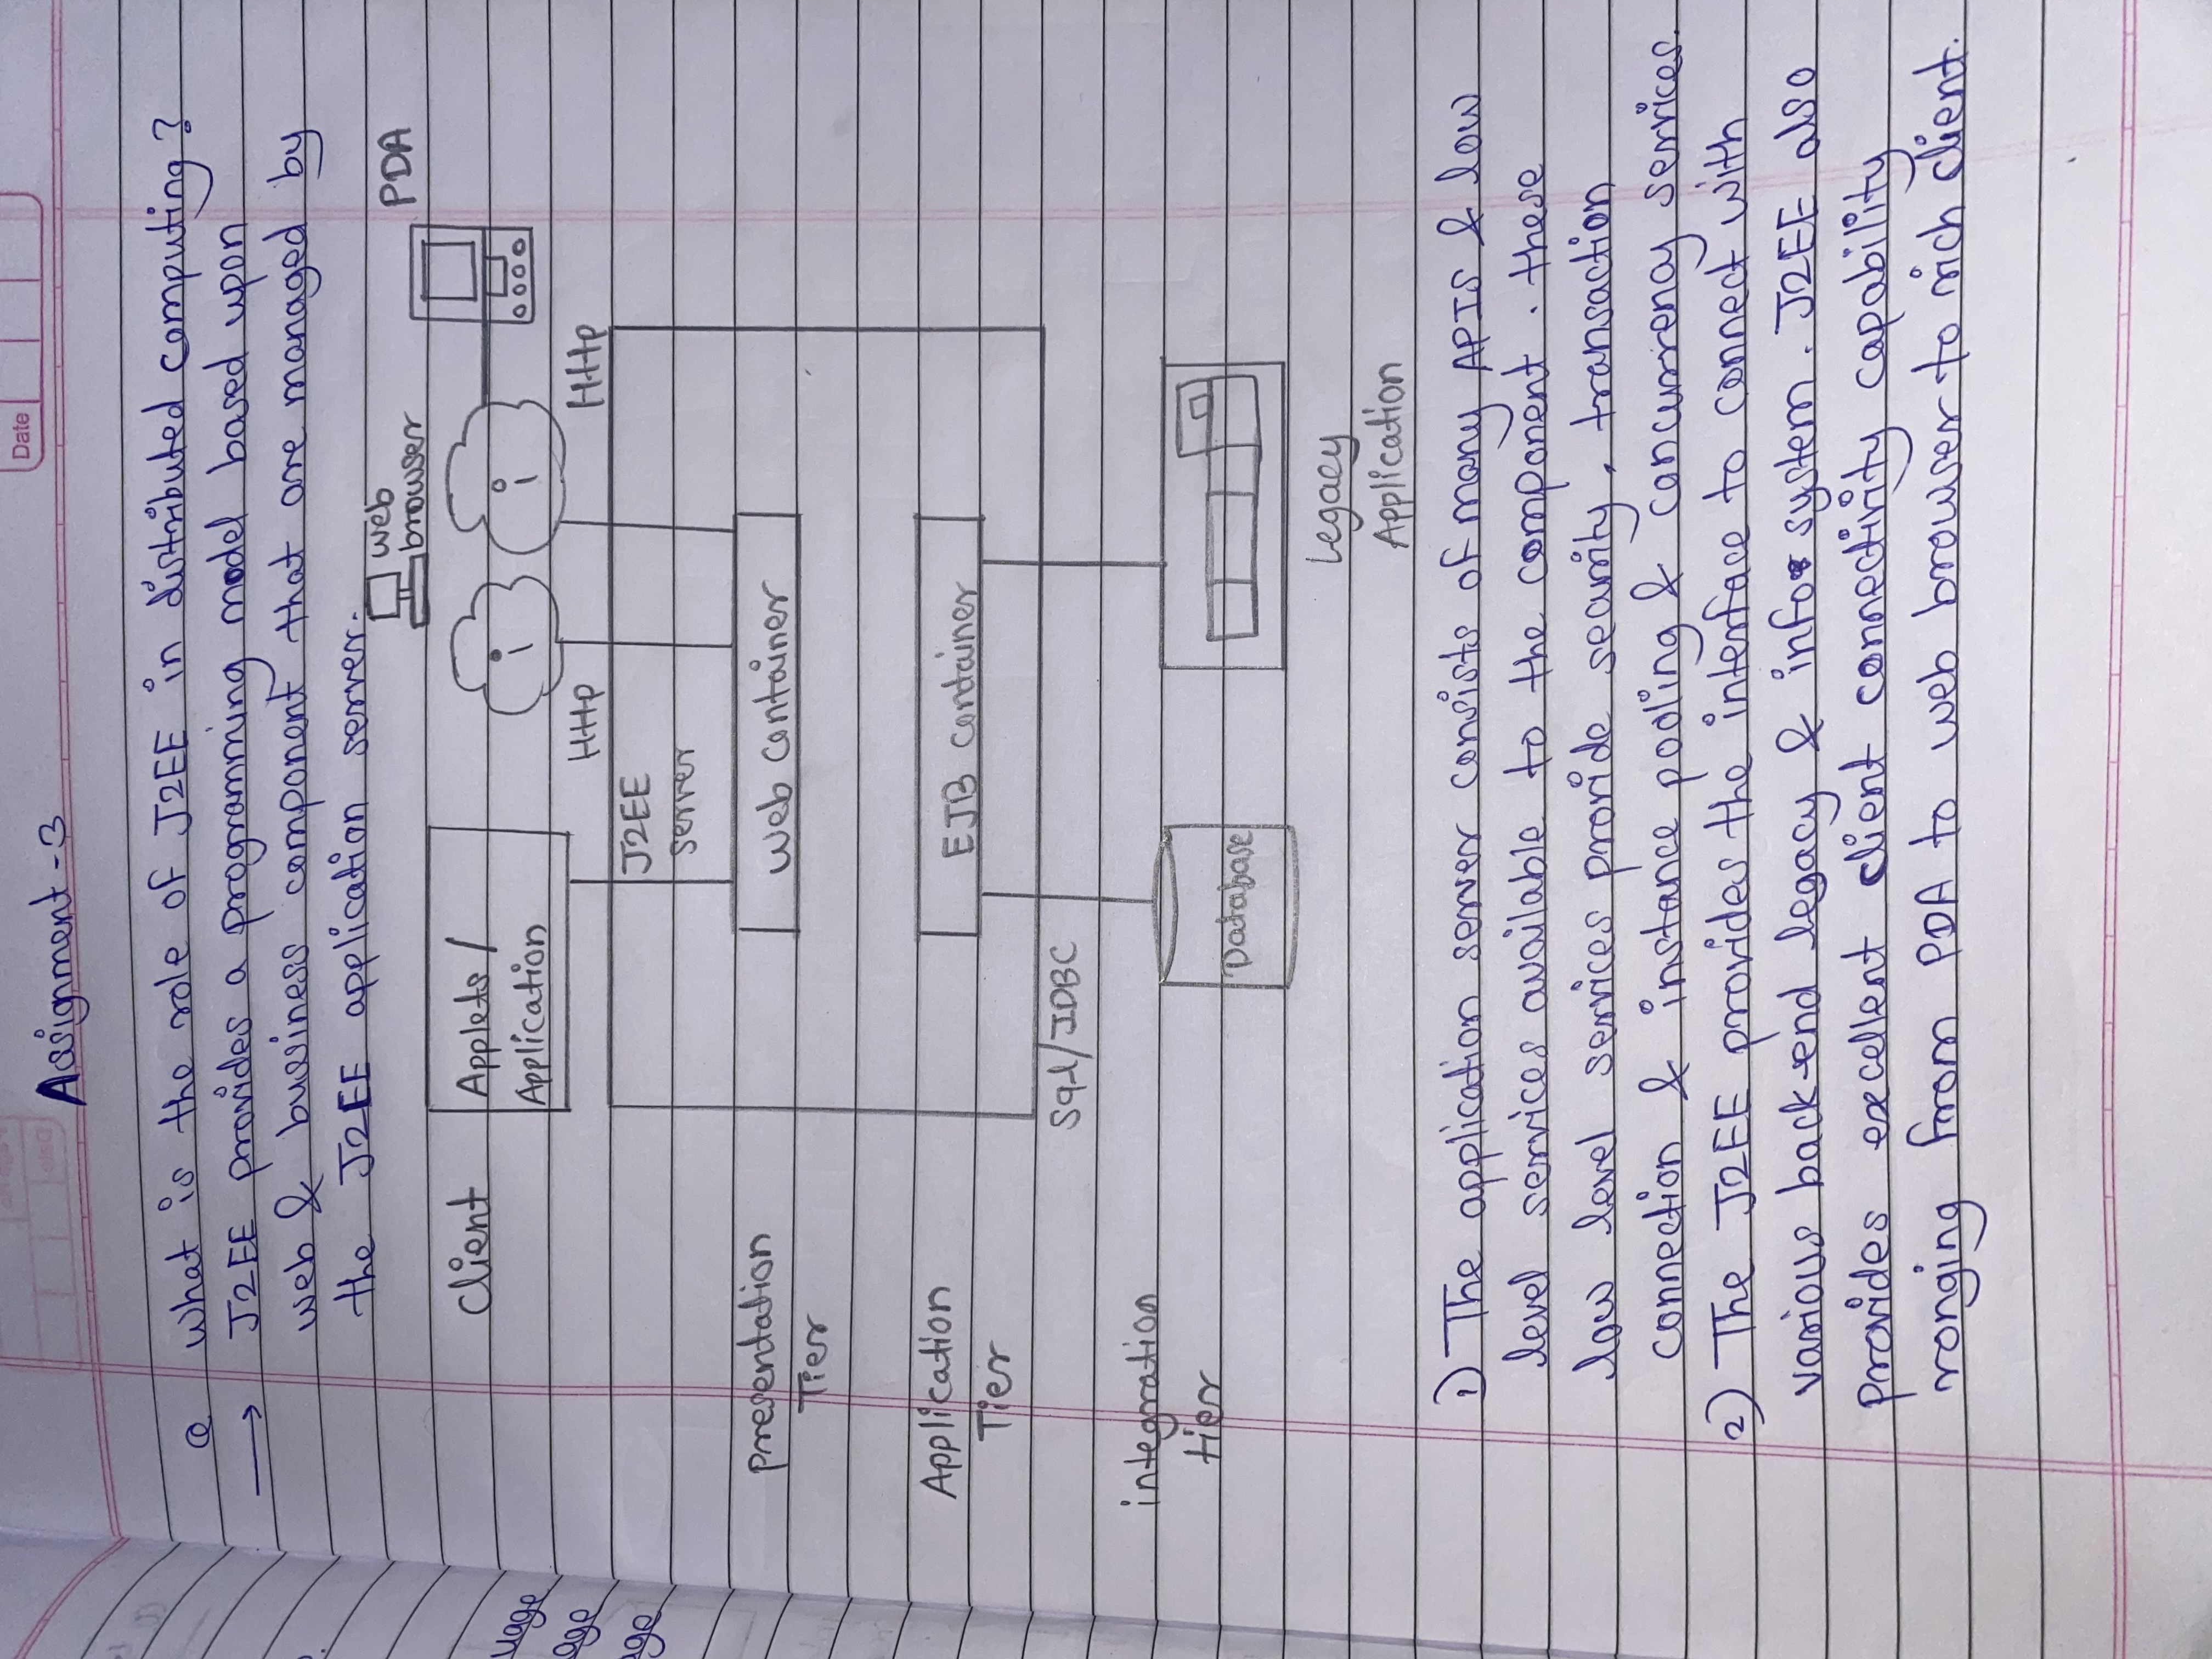 Date
Assignment - 3
Q What is the role of J2EE in distributed computing?
→ J2EE provides a programming model based upon
web & bussiness component that are managed by
the J2EE application server.
web
browser
PDA
Client
Applets /
Application
i
i
HTTp
HTTp
J2EE
server
presentation
Tier
web container
Application
Tier
EJB container
Sql/JDBC
integration
tier
Database
Legacy
Application
1) The application server consists of many APIS & low
level services available to the component. these
low level services provide security, transaction
connection & instance pooling & concurrency services.
2) The J2EE provides the interface to connect with
various back-end legacy & info system. J2EE also
provides excellent client connectivity capability
ronging from PDA to web browser to rich client.
uage
age
age